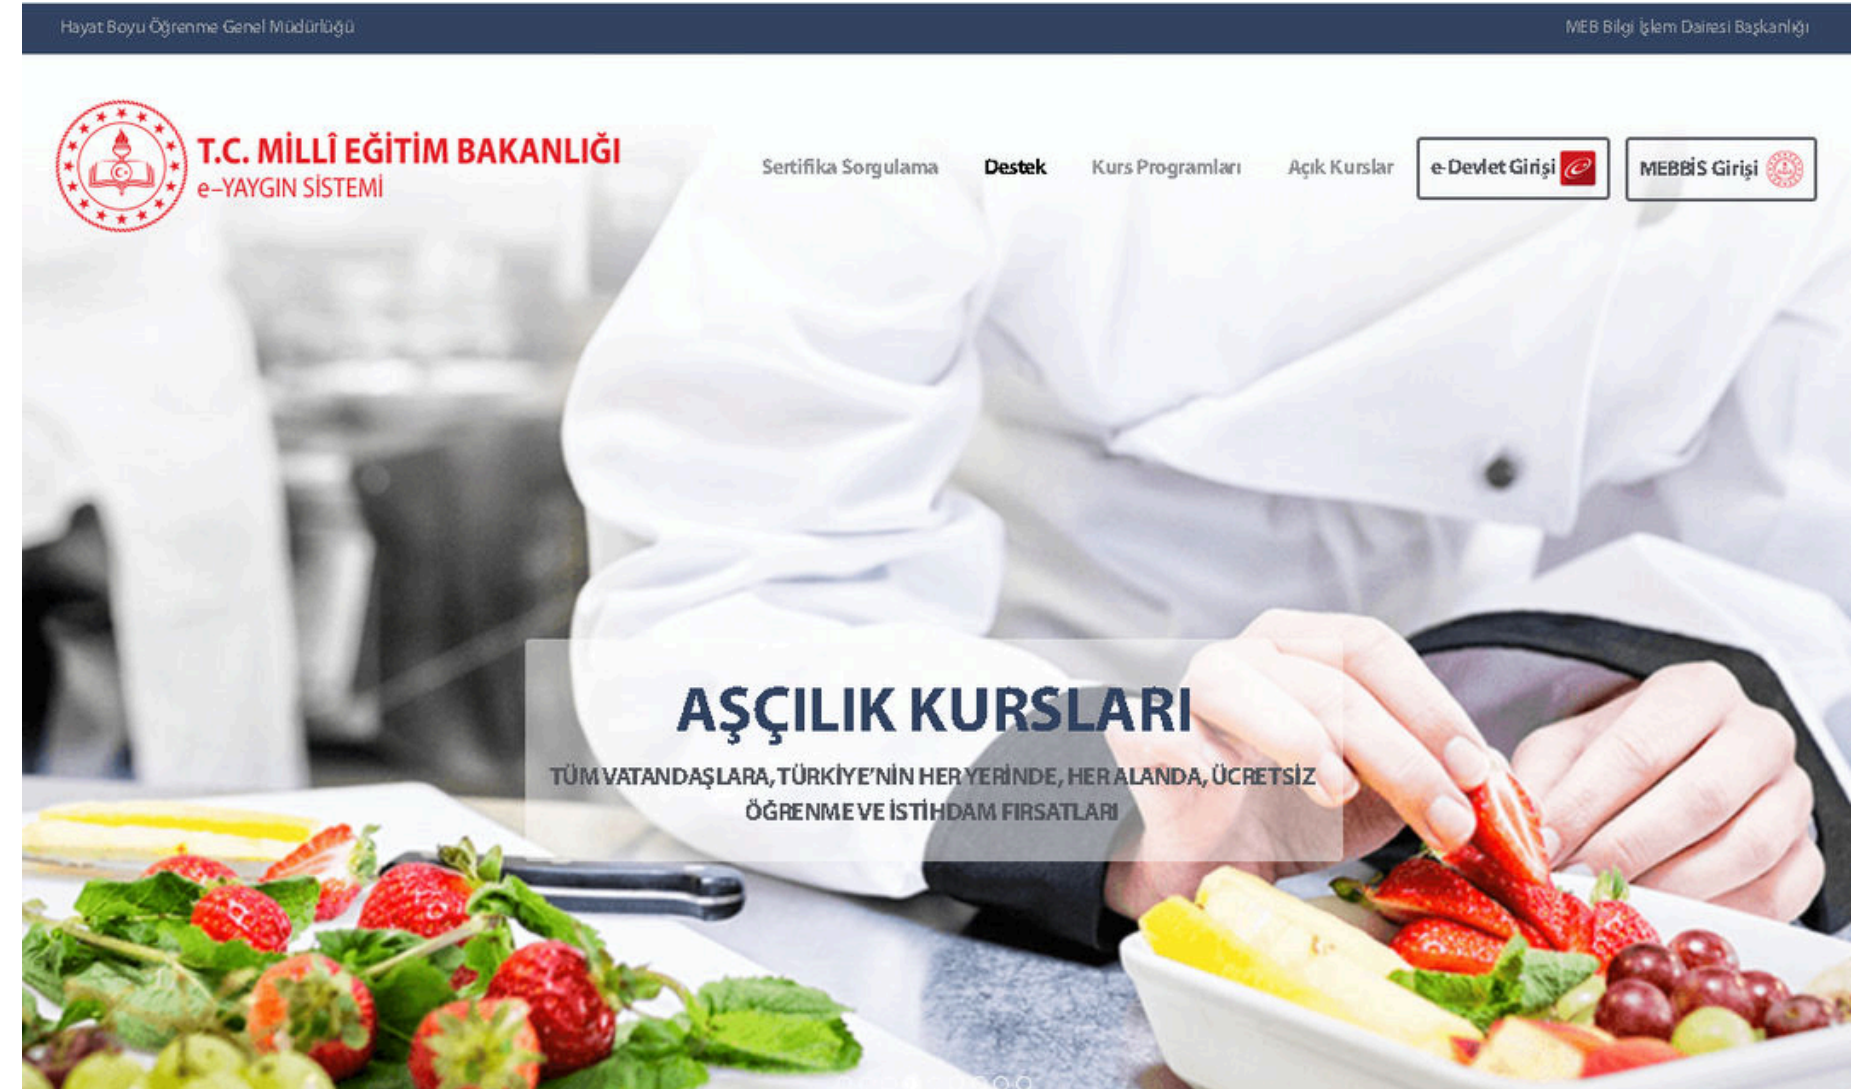 Hayat Boyu Öğrenme Genel Müdürlüğü
MEB Bilgi İşlem Dairesi Başkanlığı
T.C. MİLLÎ EĞİTİM BAKANLIĞI
e-YAYGIN SİSTEMİ
Sertifika Sorgulama
Destek
Kurs Programları
Açık Kurslar
e-Devlet Girişi
MEBBİS Girişi
AŞÇILIK KURSLARI
TÜM VATANDAŞLARA, TÜRKİYE'NİN HER YERİNDE, HER ALANDA, ÜCRETSİZ
ÖĞRENME VE İSTİHDAM FIRSATLARI